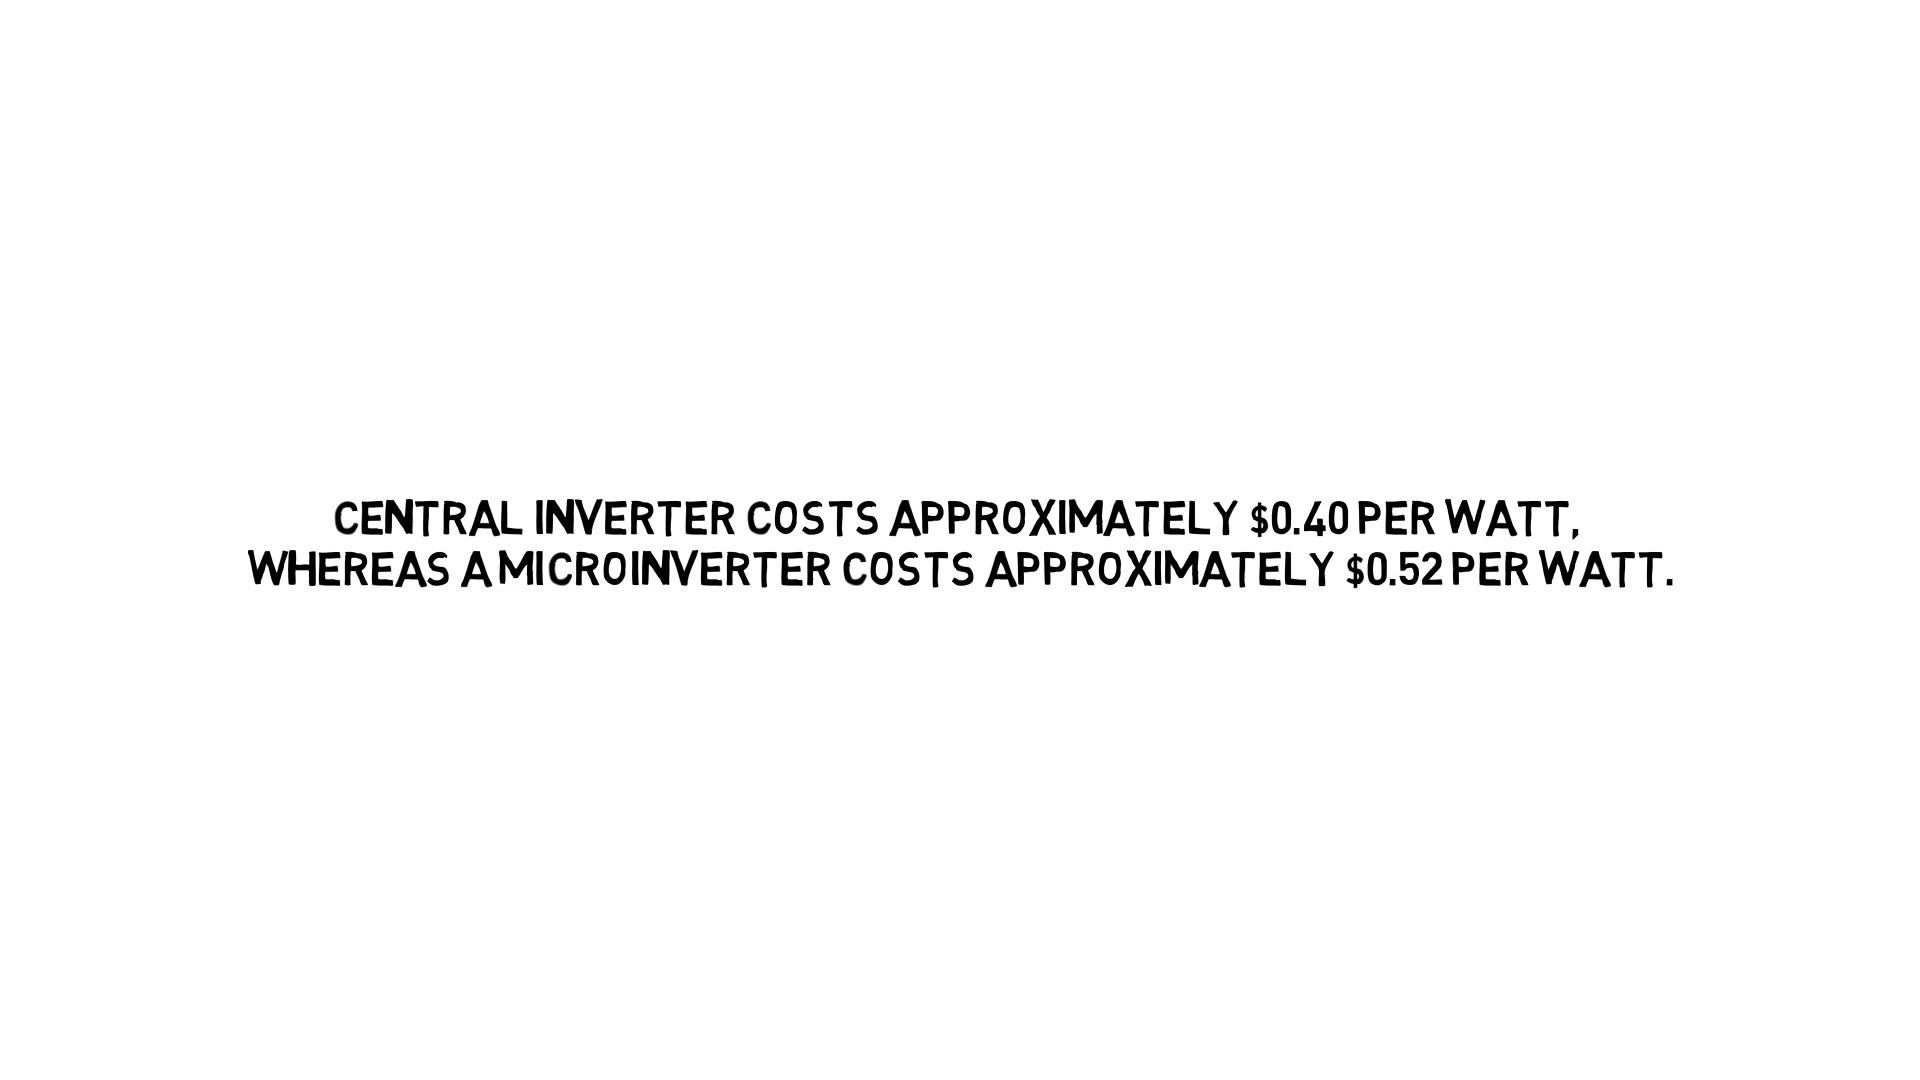 CENTRAL INVERTER COSTS APPROXIMATELY $0.40 PER WATT,
WHEREAS A MICROINVERTER COSTS APPROXIMATELY $0.52 PER WATT.